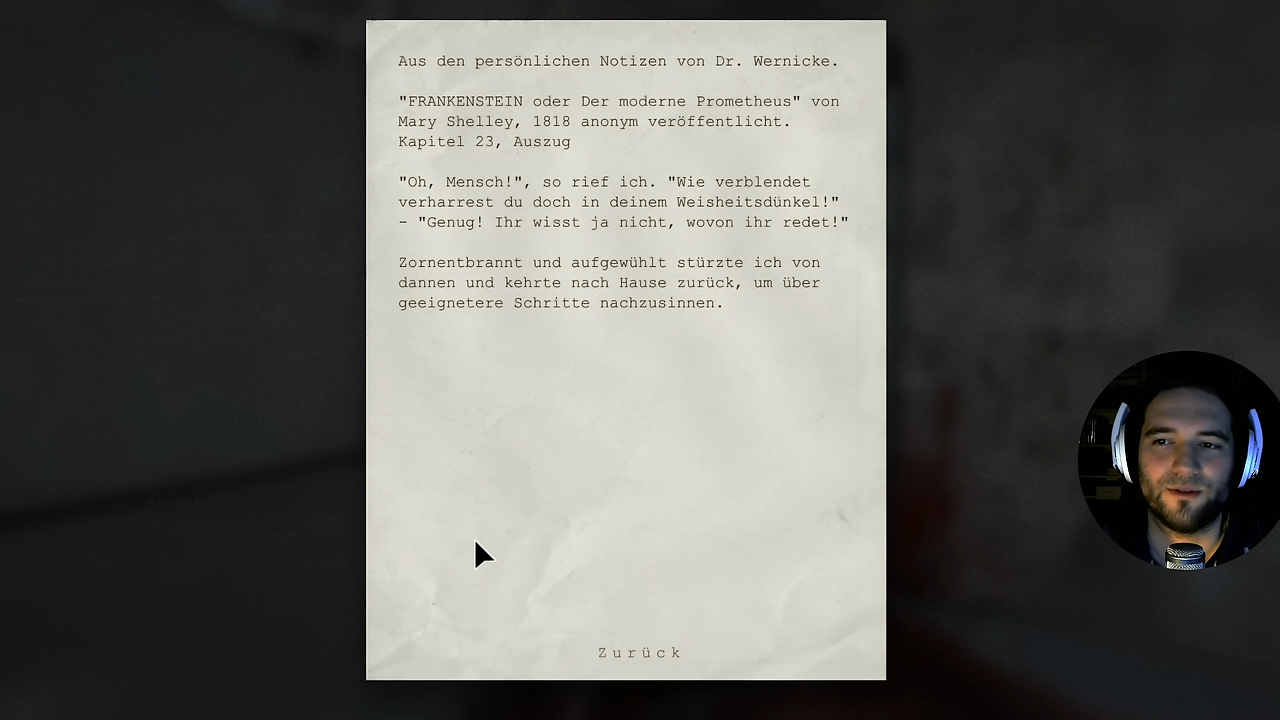 Aus den persönlichen Notizen von Dr. Wernicke.
"FRANKENSTEIN oder Der moderne Prometheus" von
Mary Shelley, 1818 anonym veröffentlicht.
Kapitel 23, Auszug
"Oh, Mensch!", so rief ich. "Wie verblendet
verharrest du doch in deinem Weisheitsdünkel!"
- "Genug! Ihr wisst ja nicht, wovon ihr redet!"
Zornentbrannt und aufgewühlt stürzte ich von
dannen und kehrte nach Hause zurück, um über
geeignetere Schritte nachzusinnen.
Zurück